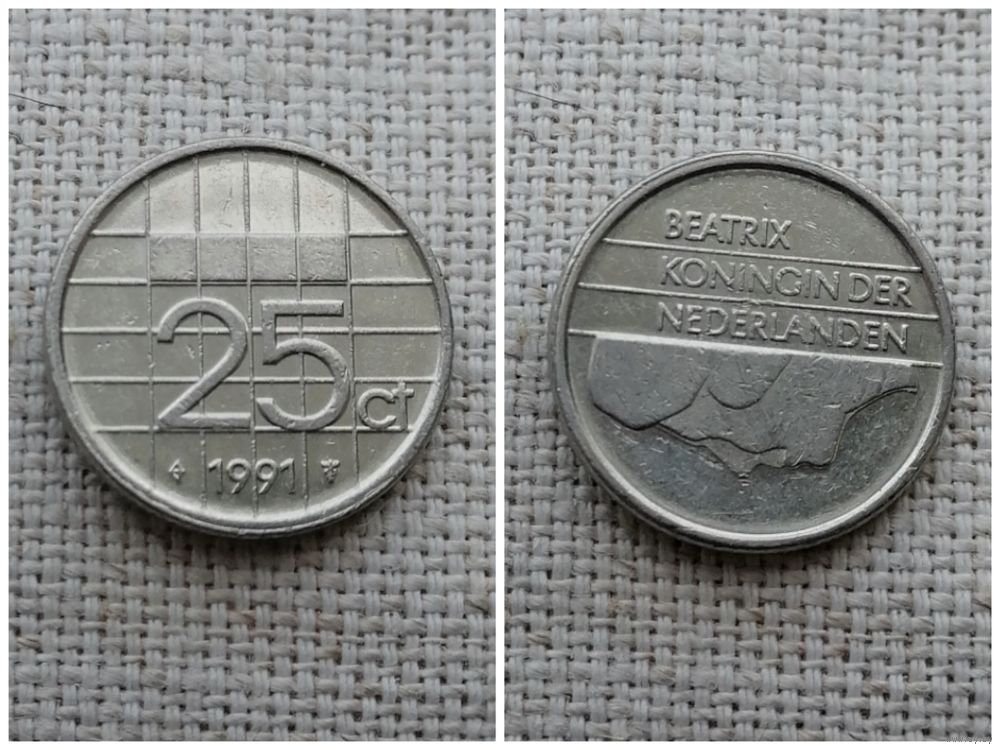 25 ct
1991
BEATRIX
KONINGIN DER
NEDERLANDEN